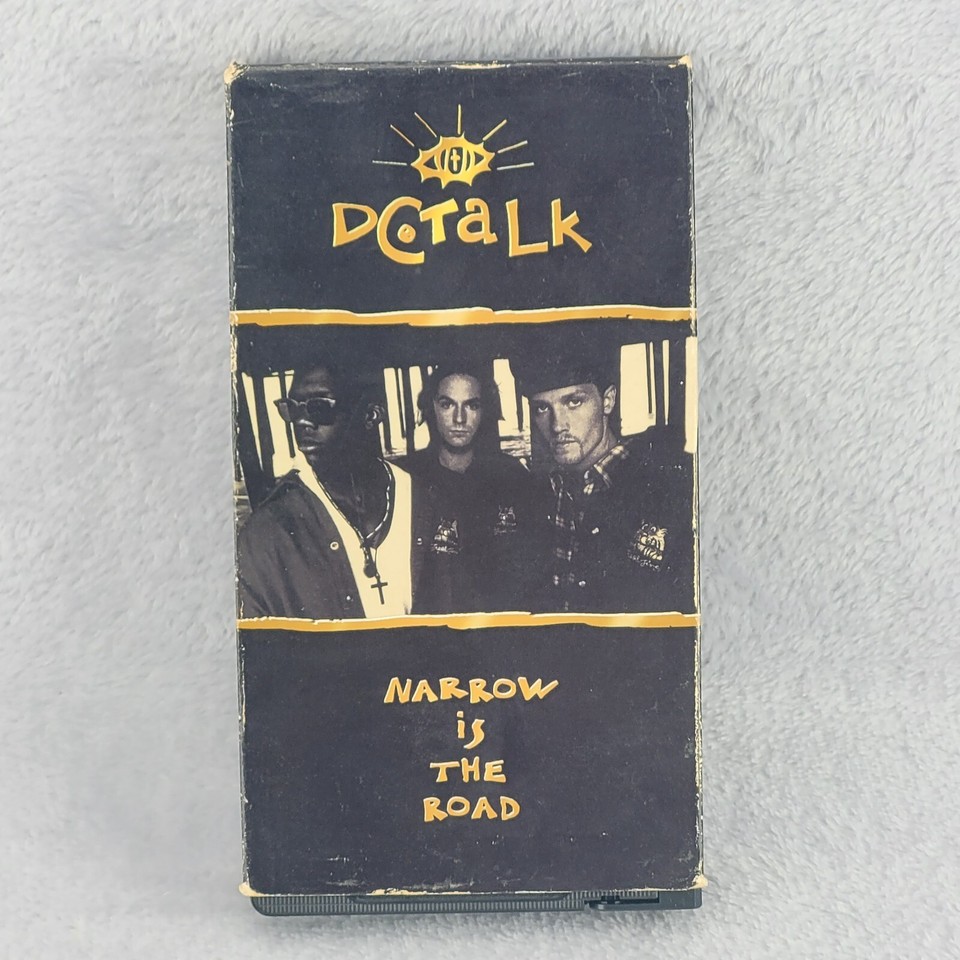 DC TaLK
NARROW
iS
THE
ROAD